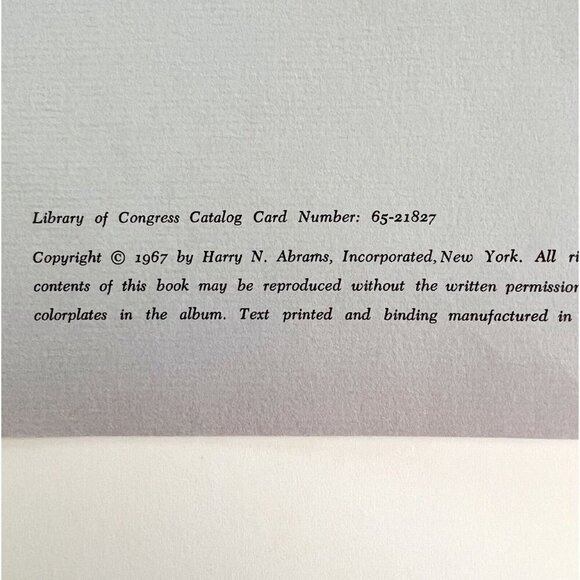 Library of Congress Catalog Card Number: 65-21827
Copyright © 1967 by Harry N. Abrams, Incorporated, New York. All ri
contents of this book may be reproduced without the written permission
colorplates in the album. Text printed and binding manufactured in